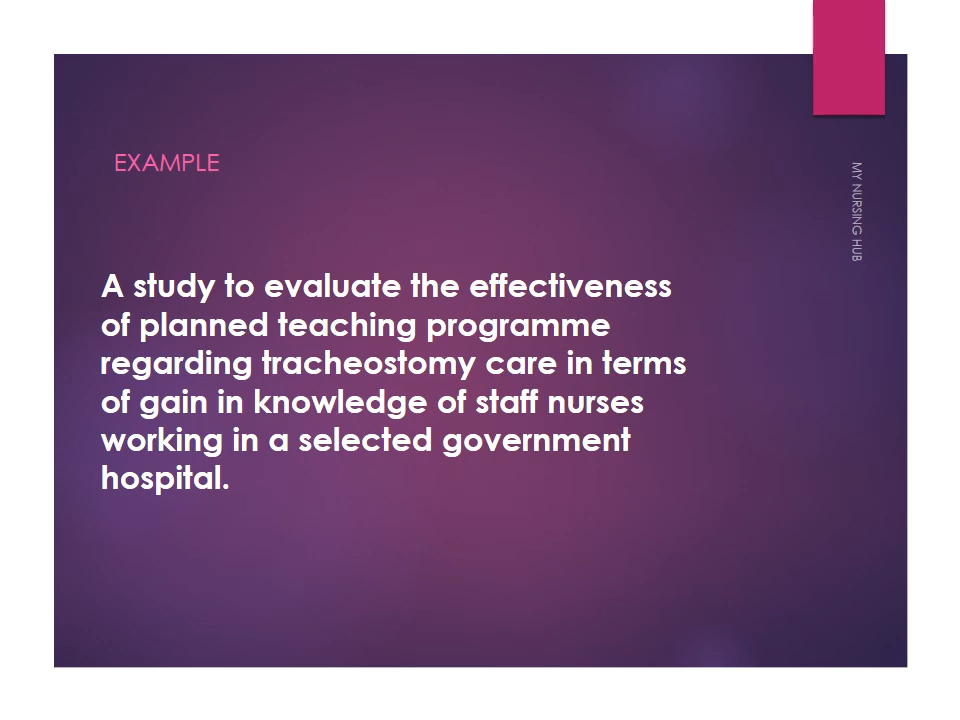 EXAMPLE
MY NURSING HUB
A study to evaluate the effectiveness
of planned teaching programme
regarding tracheostomy care in terms
of gain in knowledge of staff nurses
working in a selected government
hospital.